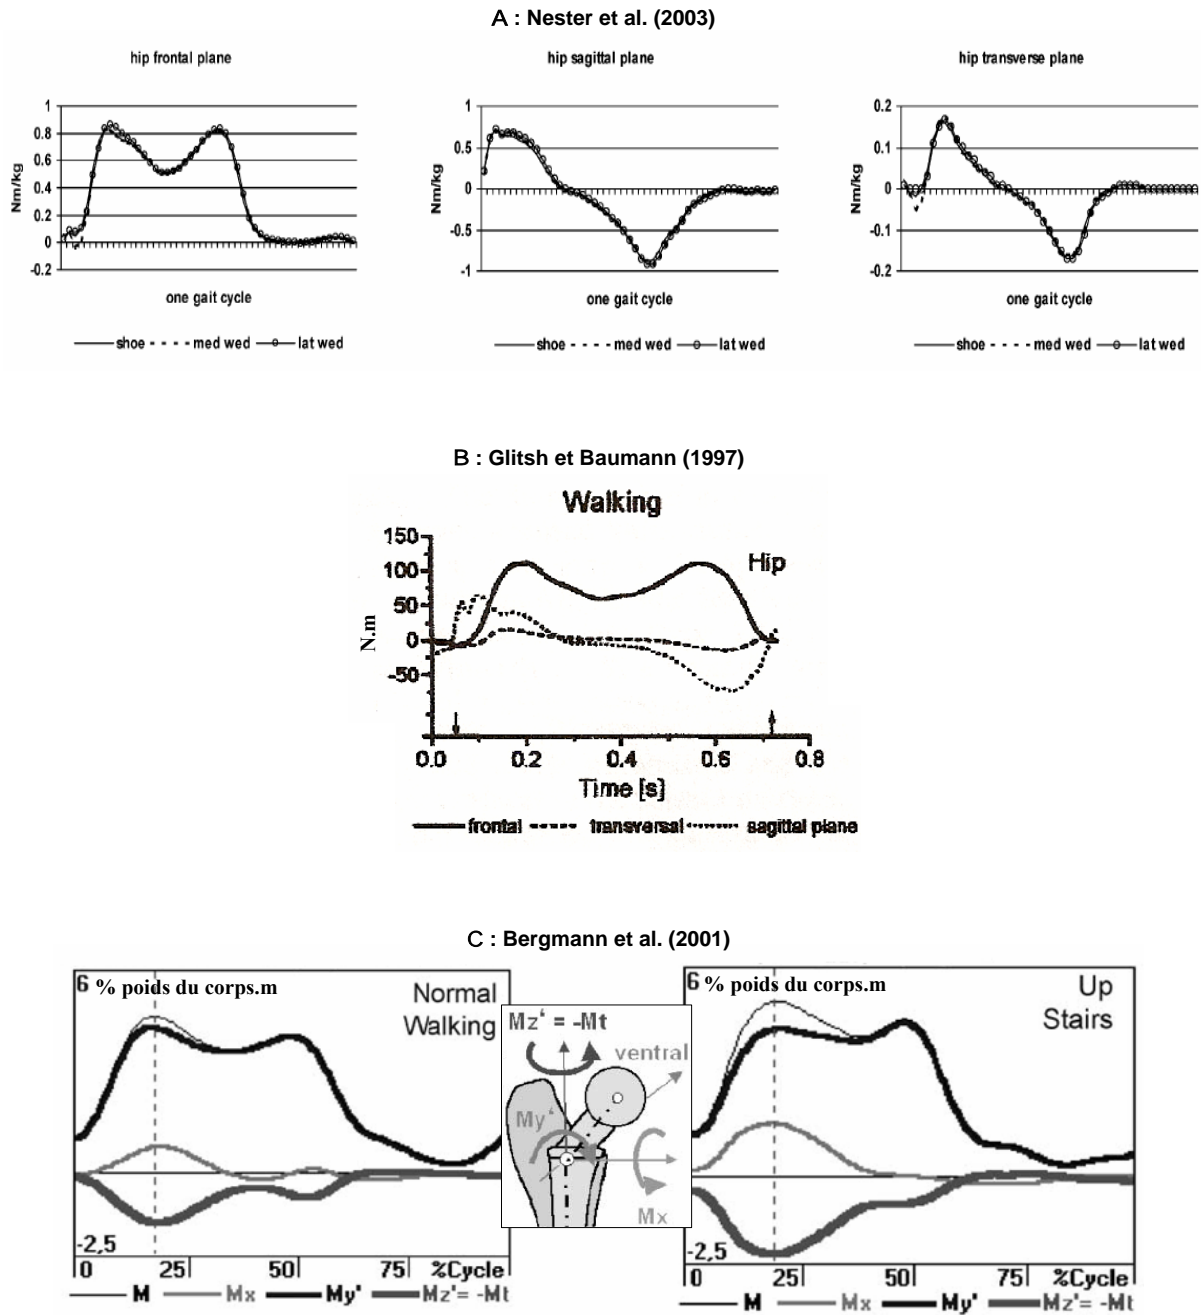 A : Nester et al. (2003)
hip frontal plane
hip sagittal plane
hip transverse plane
Nm/kg
1
0.8
0.6
0.4
0.2
0
-0.2
one gait cycle
shoe med wed lat wed
Nm/kg
1
0.5
0
-0.5
-1
one gait cycle
shoe med wed lat wed
Nm/kg
0.2
0.1
0
-0.1
-0.2
one gait cycle
shoe med wed lat wed
B : Glitsh et Baumann (1997)
Walking
Hip
N.m
150
100
50
0
-50
0.0 0.2 0.4 0.6 0.8
Time [s]
frontal transversal sagittal plane
C : Bergmann et al. (2001)
6 % poids du corps.m
Normal
Walking
-2,5
0 25 50 75 %Cycle
M Mx My' Mz'= -Mt
Mz' = -Mt
ventral
My'
Mx
6 % poids du corps.m
Up
Stairs
-2,5
0 25 50 75 %Cycle
M Mx My' Mz'= -Mt